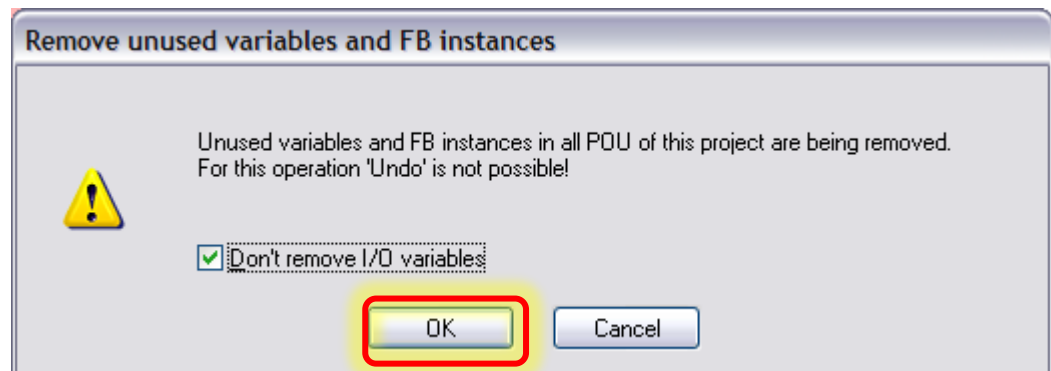 Remove unused variables and FB instances
Unused variables and FB instances in all POU of this project are being removed.
For this operation 'Undo' is not possible!
Don't remove I/O variables
OK
Cancel